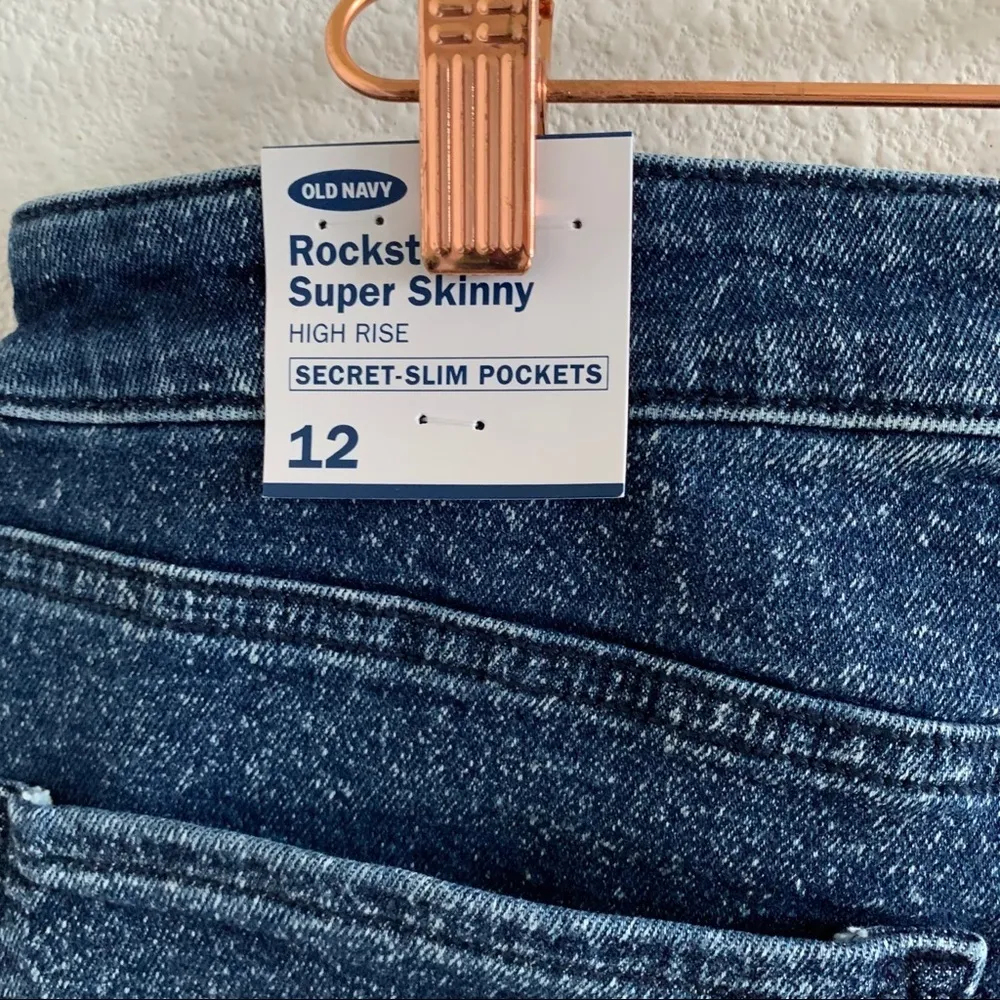 OLD NAVY
Rockst
Super Skinny
HIGH RISE
SECRET-SLIM POCKETS
12